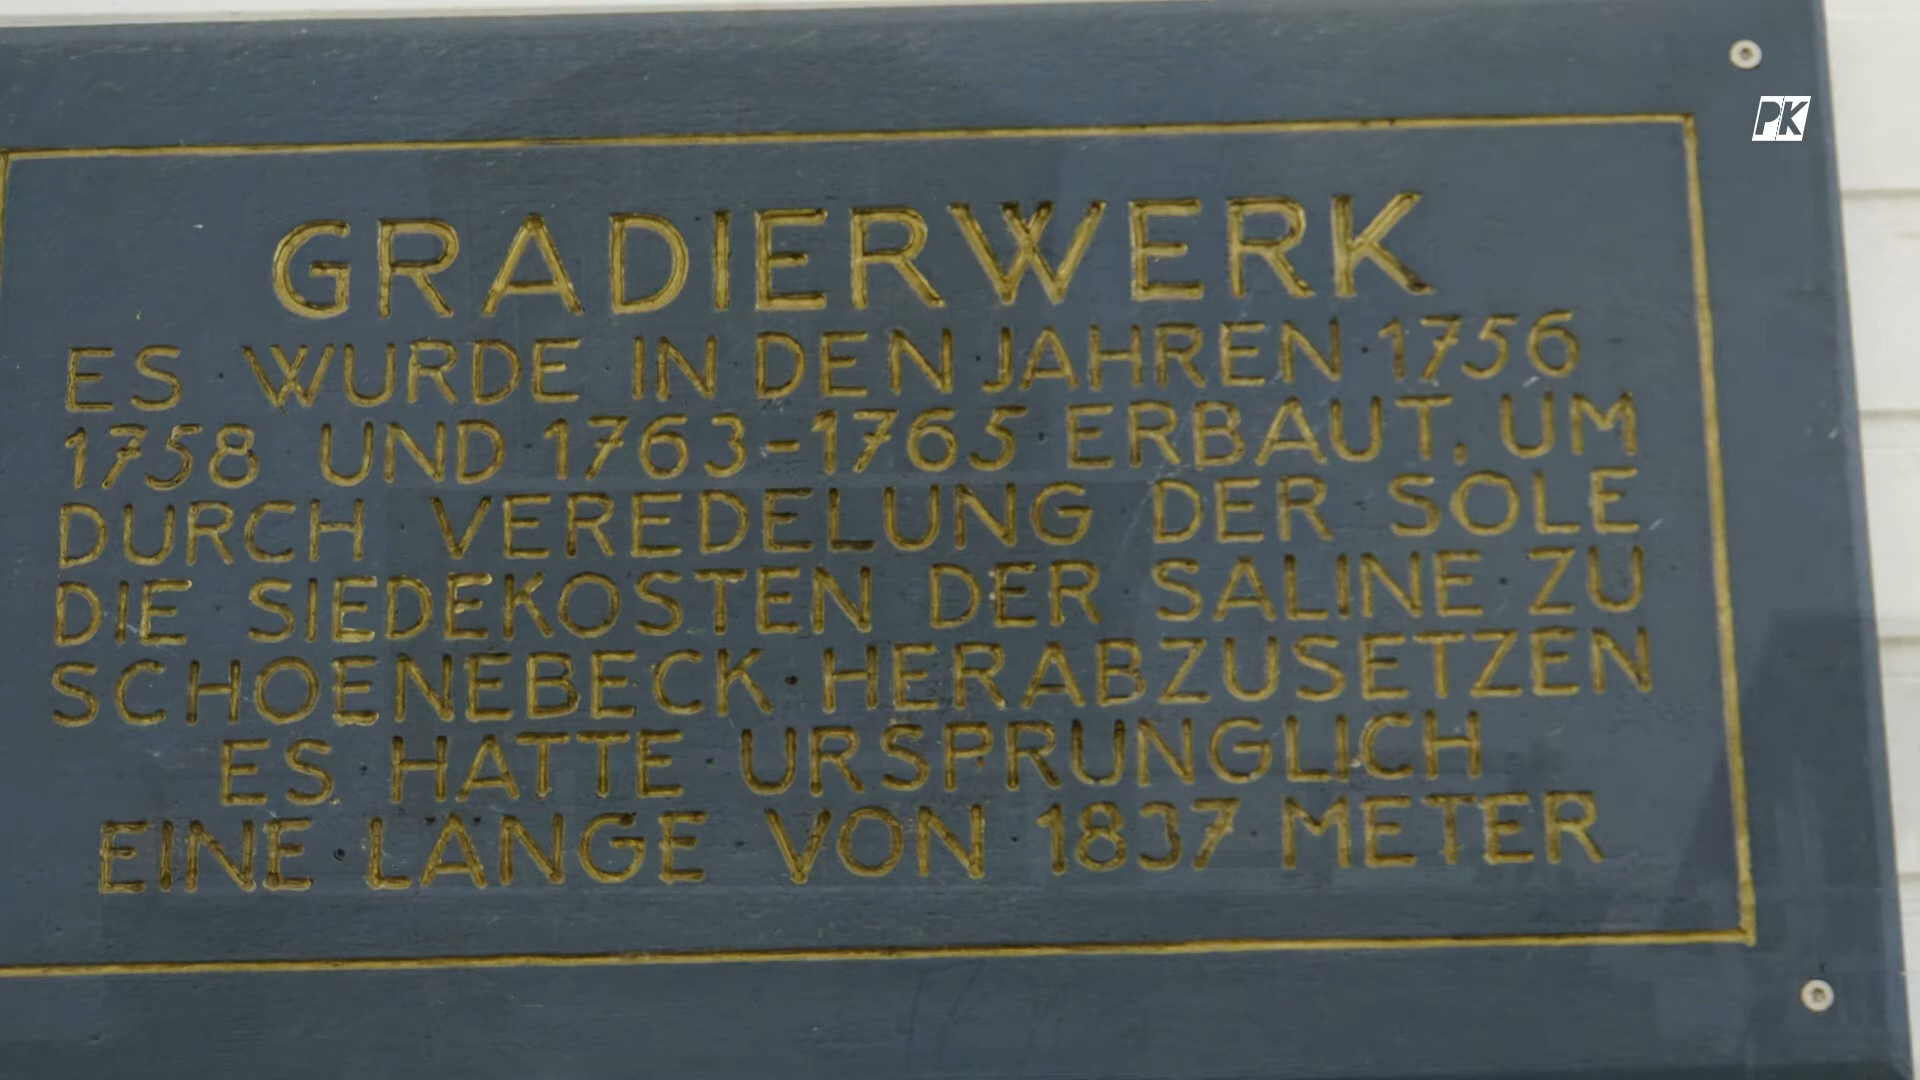 PK
GRADIERWERK
ES WURDE IN DEN JAHREN 1756
1758 UND 1763-1765 ERBAUT, UM
DURCH VEREDELUNG DER SOLE
DIE SIEDEKOSTEN DER SALINE ZU
SCHOENEBECK HERABZUSETZEN
ES HATTE URSPRUNGLICH
EINE LÄNGE VON 1837 METER